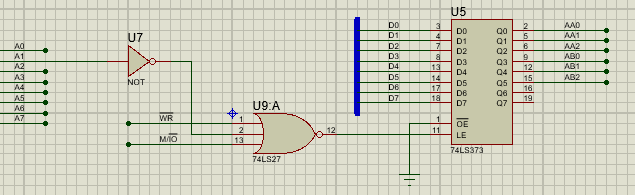 A0
A1
A2
A3
A4
A5
A6
A7
U7
NOT
WR
M/IO
U9:A
1
2
13
12
74LS27
U5
D0 3 D0 Q0 2 AA0
D1 4 D1 Q1 5 AA1
D2 7 D2 Q2 6 AA2
D3 8 D3 Q3 9 AB0
D4 13 D4 Q4 12 AB1
D5 14 D5 Q5 15 AB2
D6 17 D6 Q6 16
D7 18 D7 Q7 19
1 OE
11 LE
74LS373